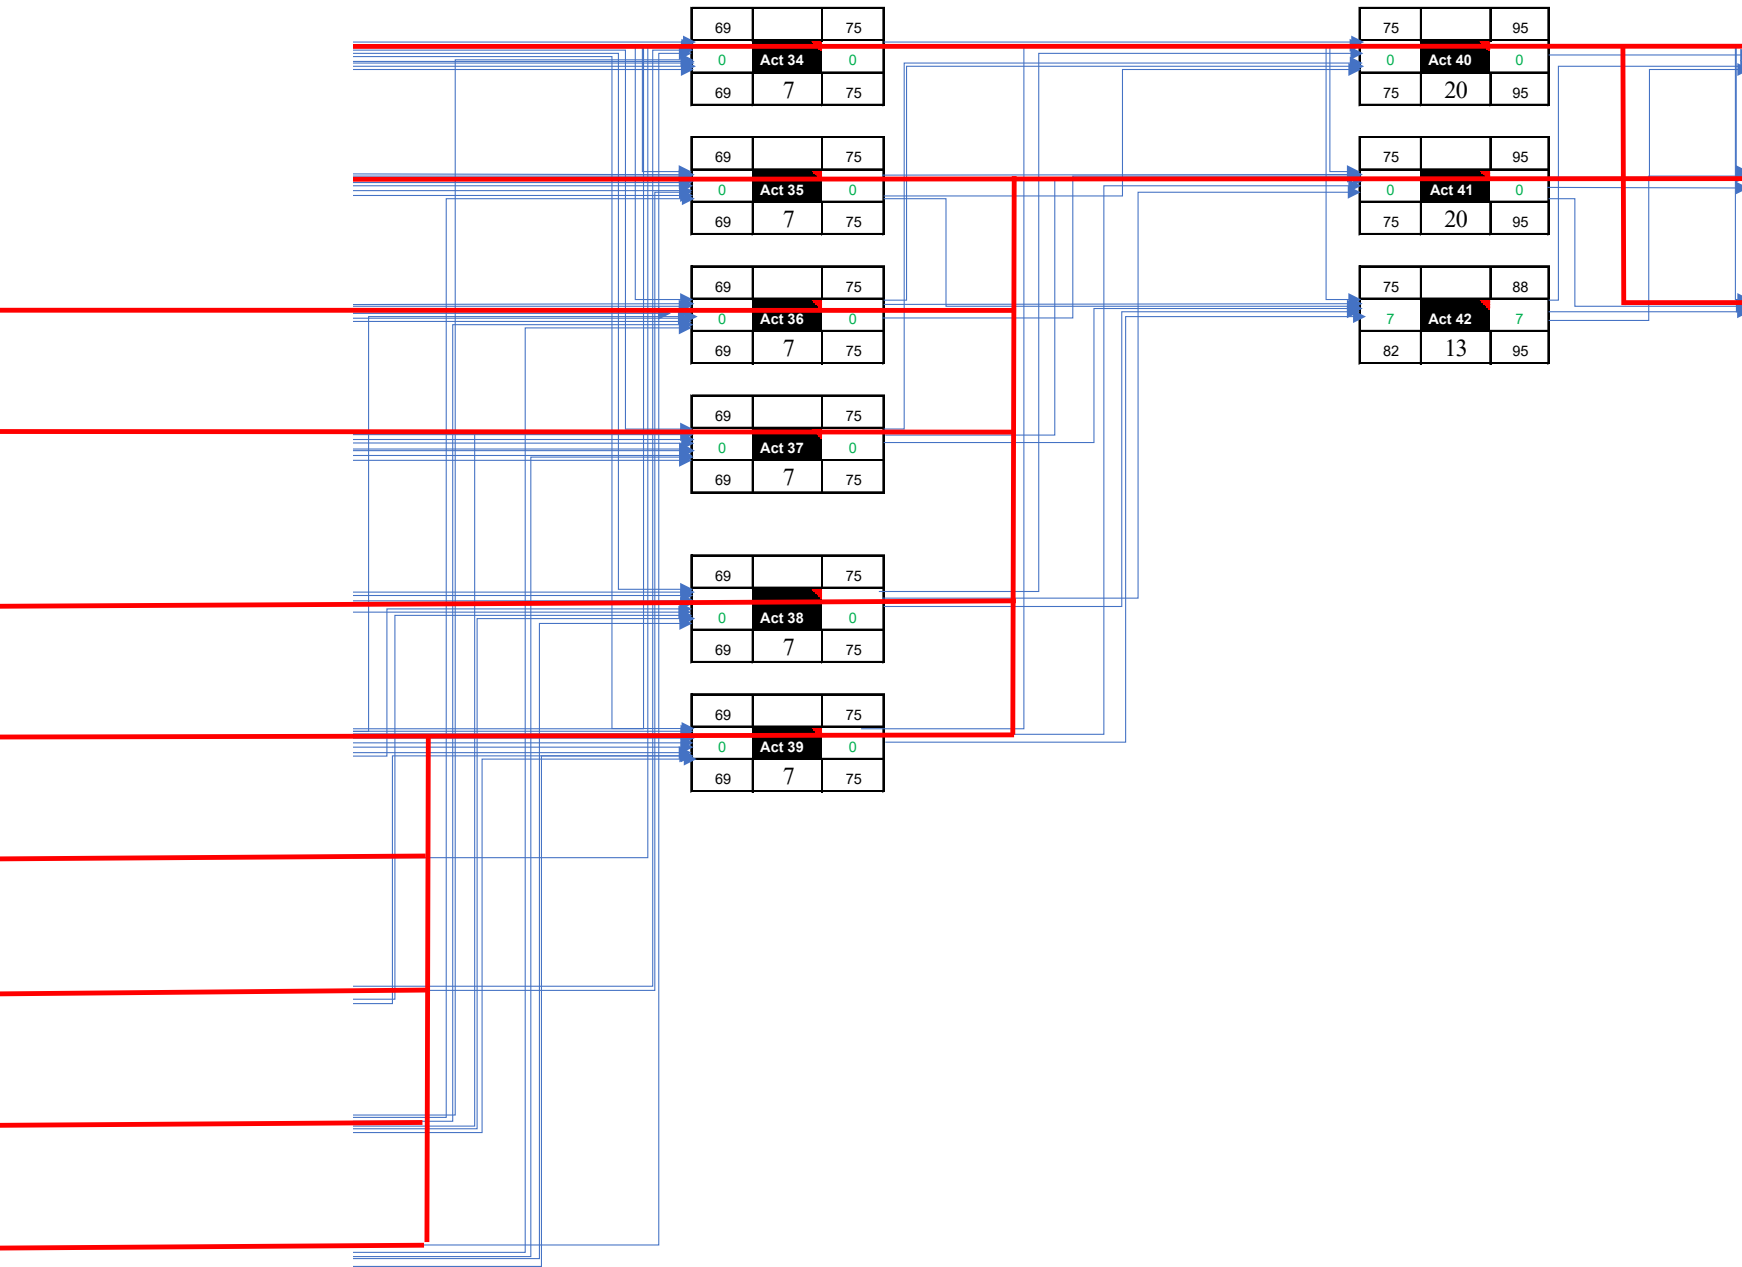 69 75 75 95
0 Act 34 0 0 Act 40 0
69 7 75 75 20 95
69 75 75 95
0 Act 35 0 0 Act 41 0
69 7 75 75 20 95
69 75 75 88
0 Act 36 0 7 Act 42 7
69 7 75 82 13 95
69 75
0 Act 37 0
69 7 75
69 75
0 Act 38 0
69 7 75
69 75
0 Act 39 0
69 7 75